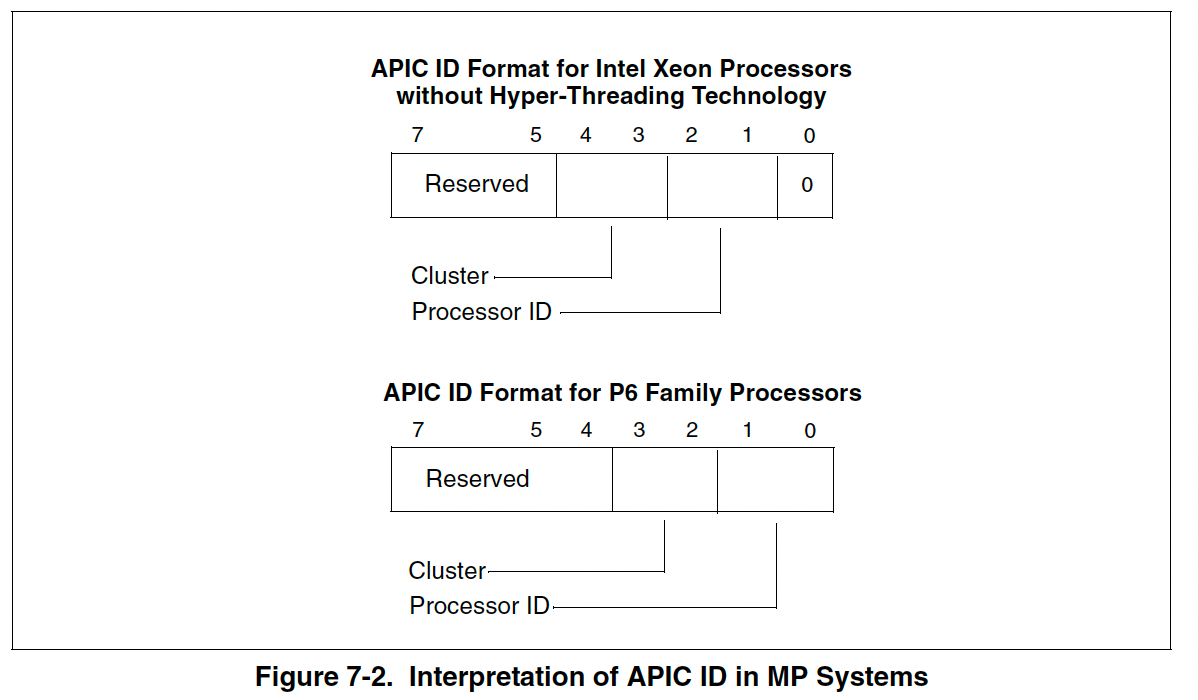 APIC ID Format for Intel Xeon Processors
without Hyper-Threading Technology
7 5 4 3 2 1 0
Reserved 0
Cluster
Processor ID
APIC ID Format for P6 Family Processors
7 5 4 3 2 1 0
Reserved
Cluster
Processor ID
Figure 7-2. Interpretation of APIC ID in MP Systems